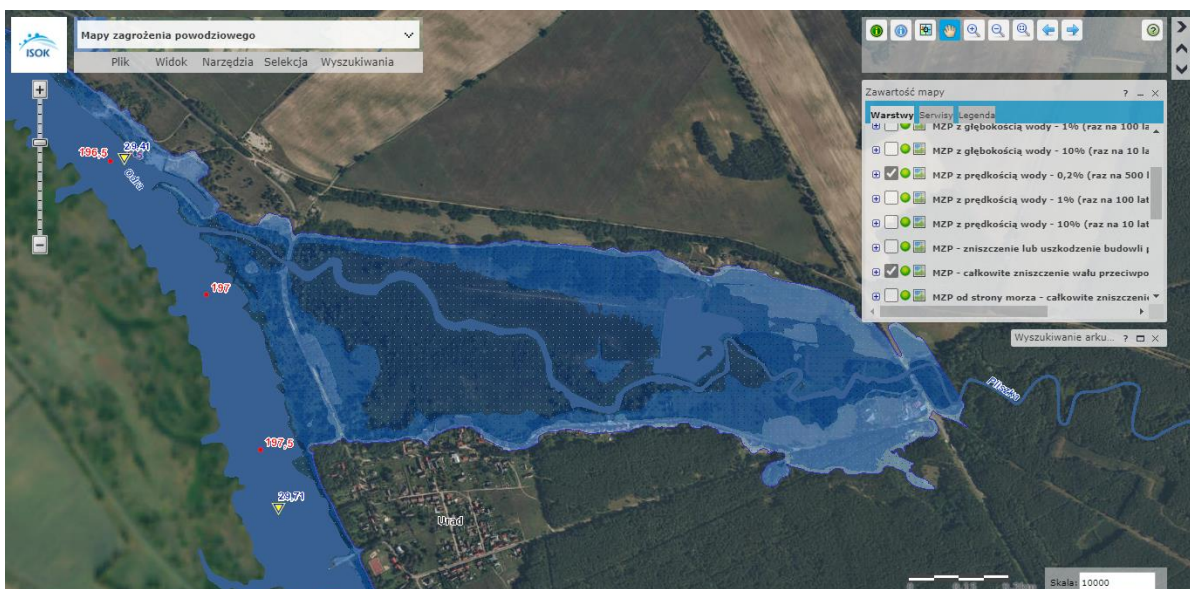 ISOK
Mapy zagrożenia powodziowego
Plik Widok Narzędzia Selekcja Wyszukiwania
Zawartość mapy ? _ ×
Warstwy Serwisy Legenda
MZP z głębokością wody - 1% (raz na 100 la
MZP z głębokością wody - 10% (raz na 10 la
MZP z prędkością wody - 0,2% (raz na 500 l
MZP z prędkością wody - 1% (raz na 100 lat
MZP z prędkością wody - 10% (raz na 10 lat
MZP - zniszczenie lub uszkodzenie budowli
MZP - całkowite zniszczenie wału przeciwpo
MZP od strony morza - całkowite zniszczeni
Wyszukiwanie arku... ? ×
196,5
29,41
Odra
197
Pliszka
197,5
29,71
Urad
Skala: 10000